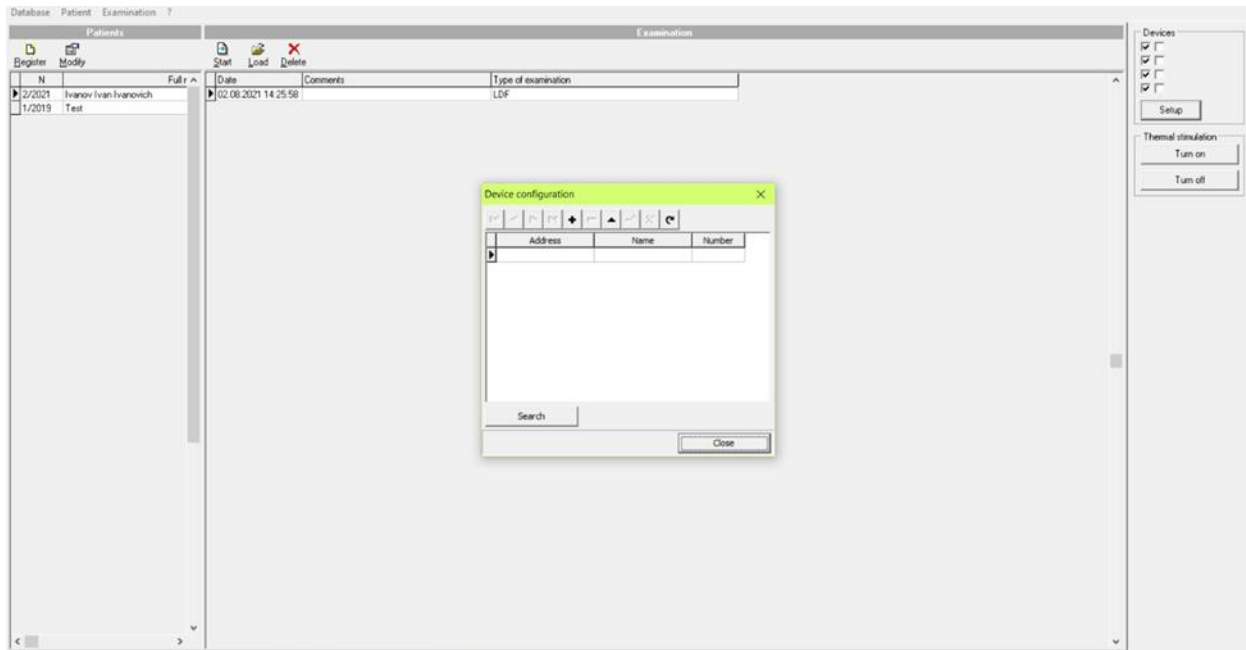 Database Patient Examination ?
Patients Examination
Register Modify Start Load Delete
N Full r Date Comments Type of examination
2/2021 Ivanov Ivan Ivanovich 02.08.2021 14:25:58 LDF
1/2019 Test
Devices
Setup
Thermal stimulation
Turn on
Turn off
Device configuration
Address Name Number
Search
Close